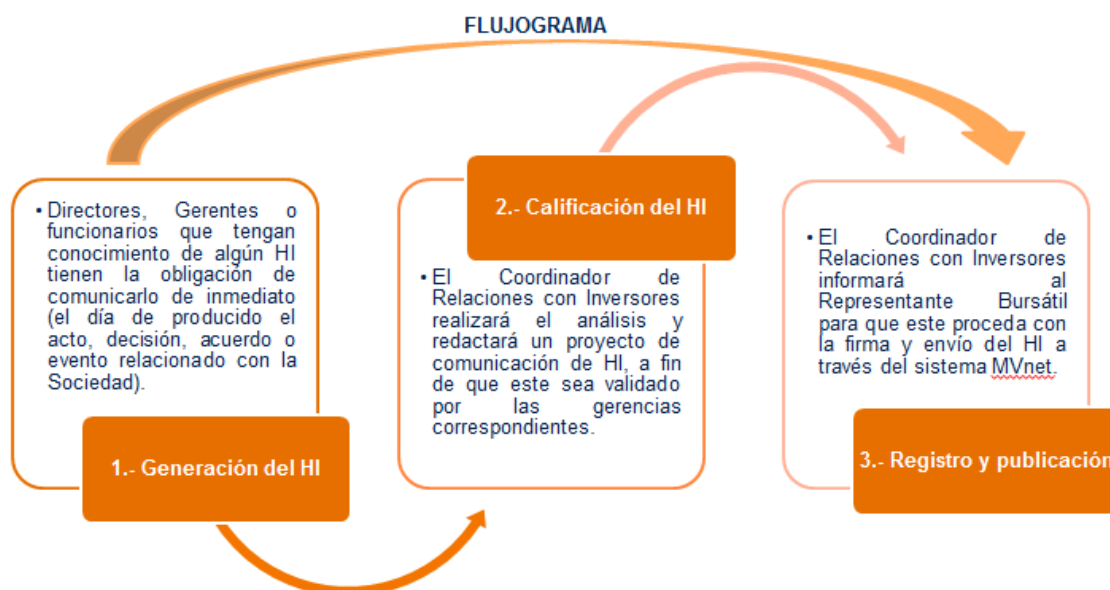 FLUJOGRAMA
• Directores, Gerentes o
funcionarios que tengan
conocimiento de algún HI
tienen la obligación de
comunicarlo de inmediato
(el día de producido el
acto, decisión, acuerdo o
evento relacionado con la
Sociedad).
1.- Generación del HI
2.- Calificación del HI
• El Coordinador de
Relaciones con Inversores
realizará el análisis y
redactará un proyecto de
comunicación de HI, a fin
de que este sea validado
por las gerencias
correspondientes.
• El Coordinador de
Relaciones con Inversores
informará al
Representante Bursátil
para que este proceda con
la firma y envío del HI a
través del sistema MVnet.
3.- Registro y publicación